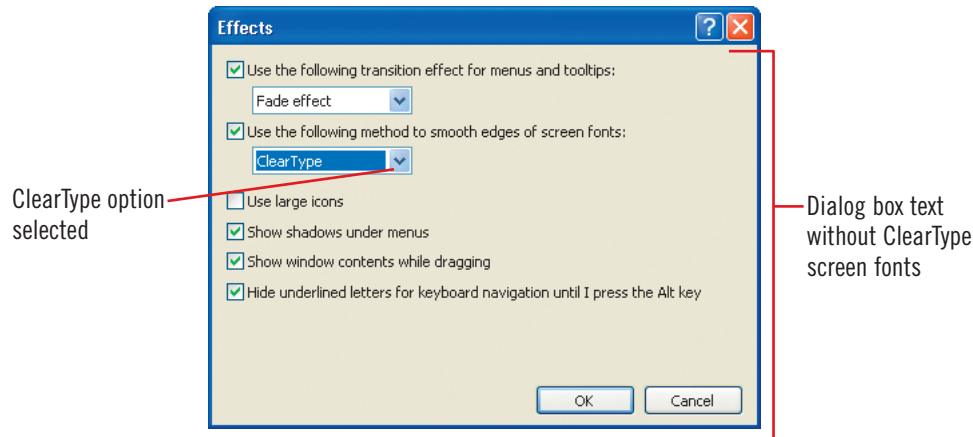 Effects
Use the following transition effect for menus and tooltips:
Fade effect
Use the following method to smooth edges of screen fonts:
ClearType
Use large icons
Show shadows under menus
Show window contents while dragging
Hide underlined letters for keyboard navigation until I press the Alt key
OK Cancel
ClearType option
selected
Dialog box text
without ClearType
screen fonts